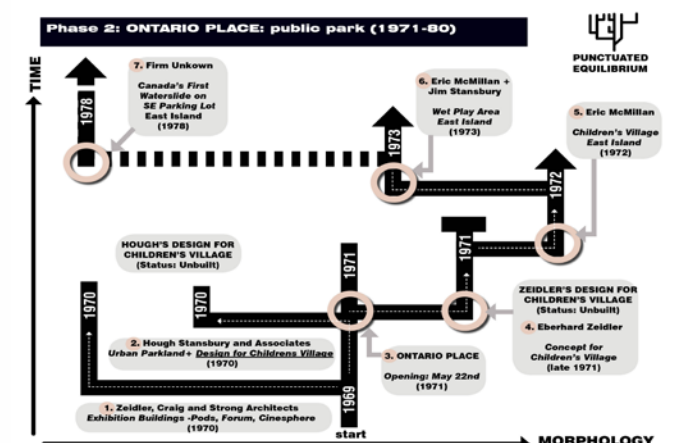 Phase 2: ONTARIO PLACE: public park (1971-80)
PUNCTUATED
EQUILIBRIUM
TIME
7. Firm Unkown
Canada's First
Waterslide on
SE Parking Lot
East Island
(1978)
6. Eric McMillan +
Jim Stansbury
Wet Play Area
East Island
(1973)
5. Eric McMillan
Children's Village
East Island
(1972)
1978
1973
1972
HOUGH'S DESIGN FOR
CHILDREN'S VILLAGE
(Status: Unbuilt)
1971
1971
1970
1970
ZEIDLER'S DESIGN FOR
CHILDREN'S VILLAGE
(Status: Unbuilt)
4. Eberhard Zeidler
Concept for
Children's Village
(late 1971)
2. Hough Stansbury and Associates
Urban Parkland+ Design for Childrens Village
(1970)
3. ONTARIO PLACE
Opening: May 22nd
(1971)
1969
1. Zeidler, Craig and Strong Architects
Exhibition Buildings -Pods, Forum, Cinesphere
(1970)
start
MORPHOLOGY